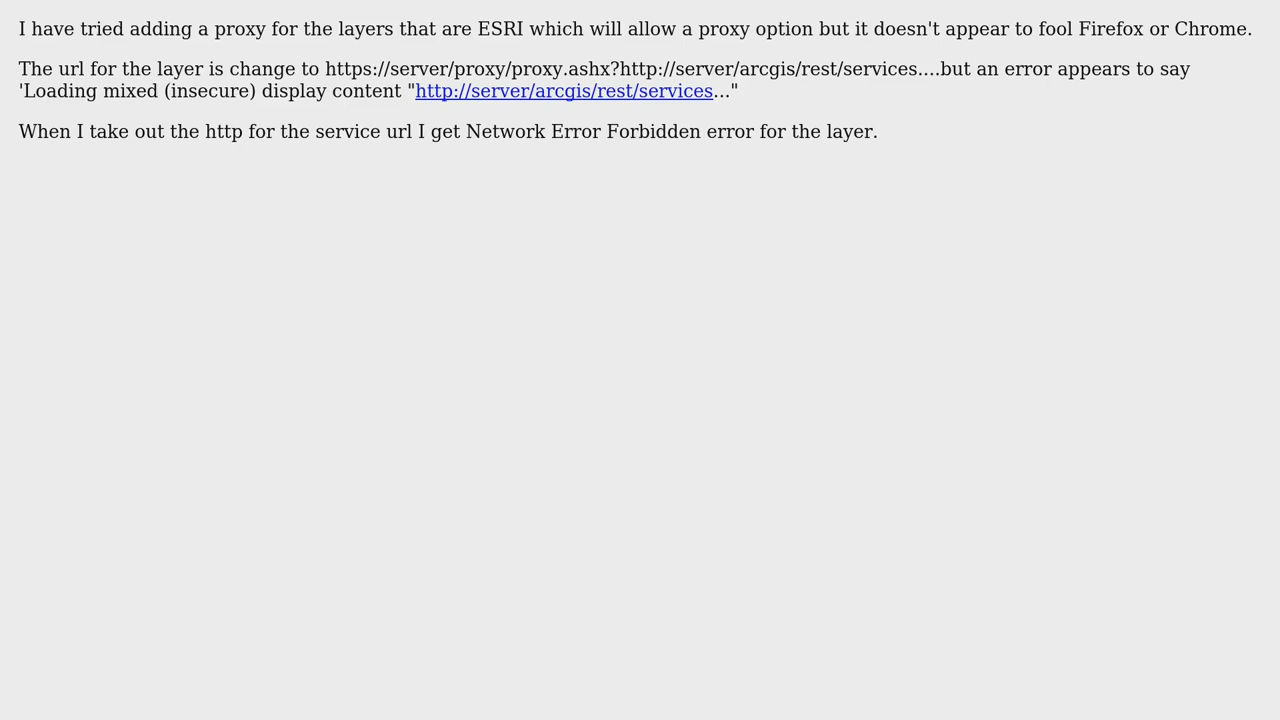 I have tried adding a proxy for the layers that are ESRI which will allow a proxy option but it doesn't appear to fool Firefox or Chrome.
The url for the layer is change to https://server/proxy/proxy.ashx?http://server/arcgis/rest/services....but an error appears to say
'Loading mixed (insecure) display content "http://server/arcgis/rest/services..."
When I take out the http for the service url I get Network Error Forbidden error for the layer.